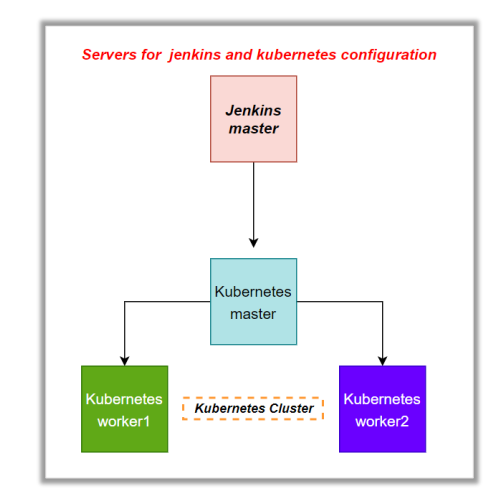 Servers for jenkins and kubernetes configuration
Jenkins
master
Kubernetes
master
Kubernetes
worker1
Kubernetes Cluster
Kubernetes
worker2